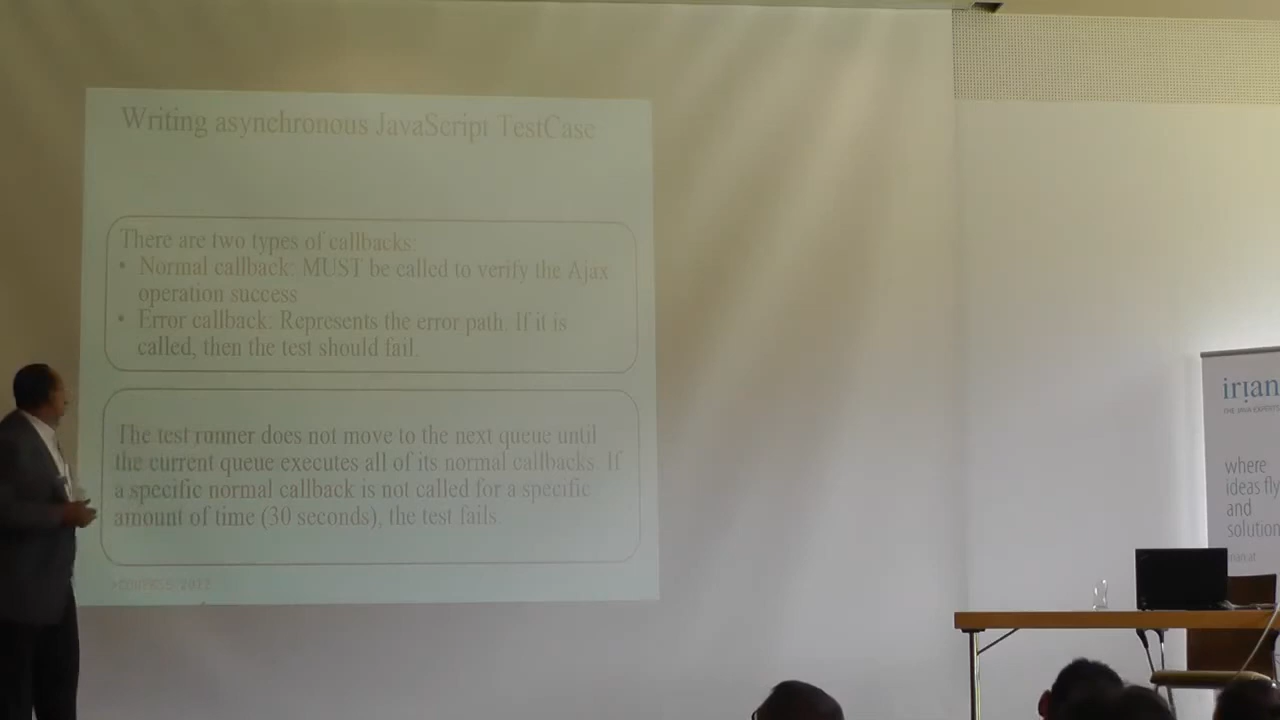 Writing asynchronous JavaScript TestCase
There are two types of callbacks:
• Normal callback: MUST be called to verify the Ajax
operation success
• Error callback: Represents the error path. If it is
called, then the test should fail.
The test runner does not move to the next queue until
the current queue executes all of its normal callbacks. If
a specific normal callback is not called for a specific
amount of time (30 seconds), the test fails.
irian
THE JAVA EXPERTS
where
ideas fly
and
solution